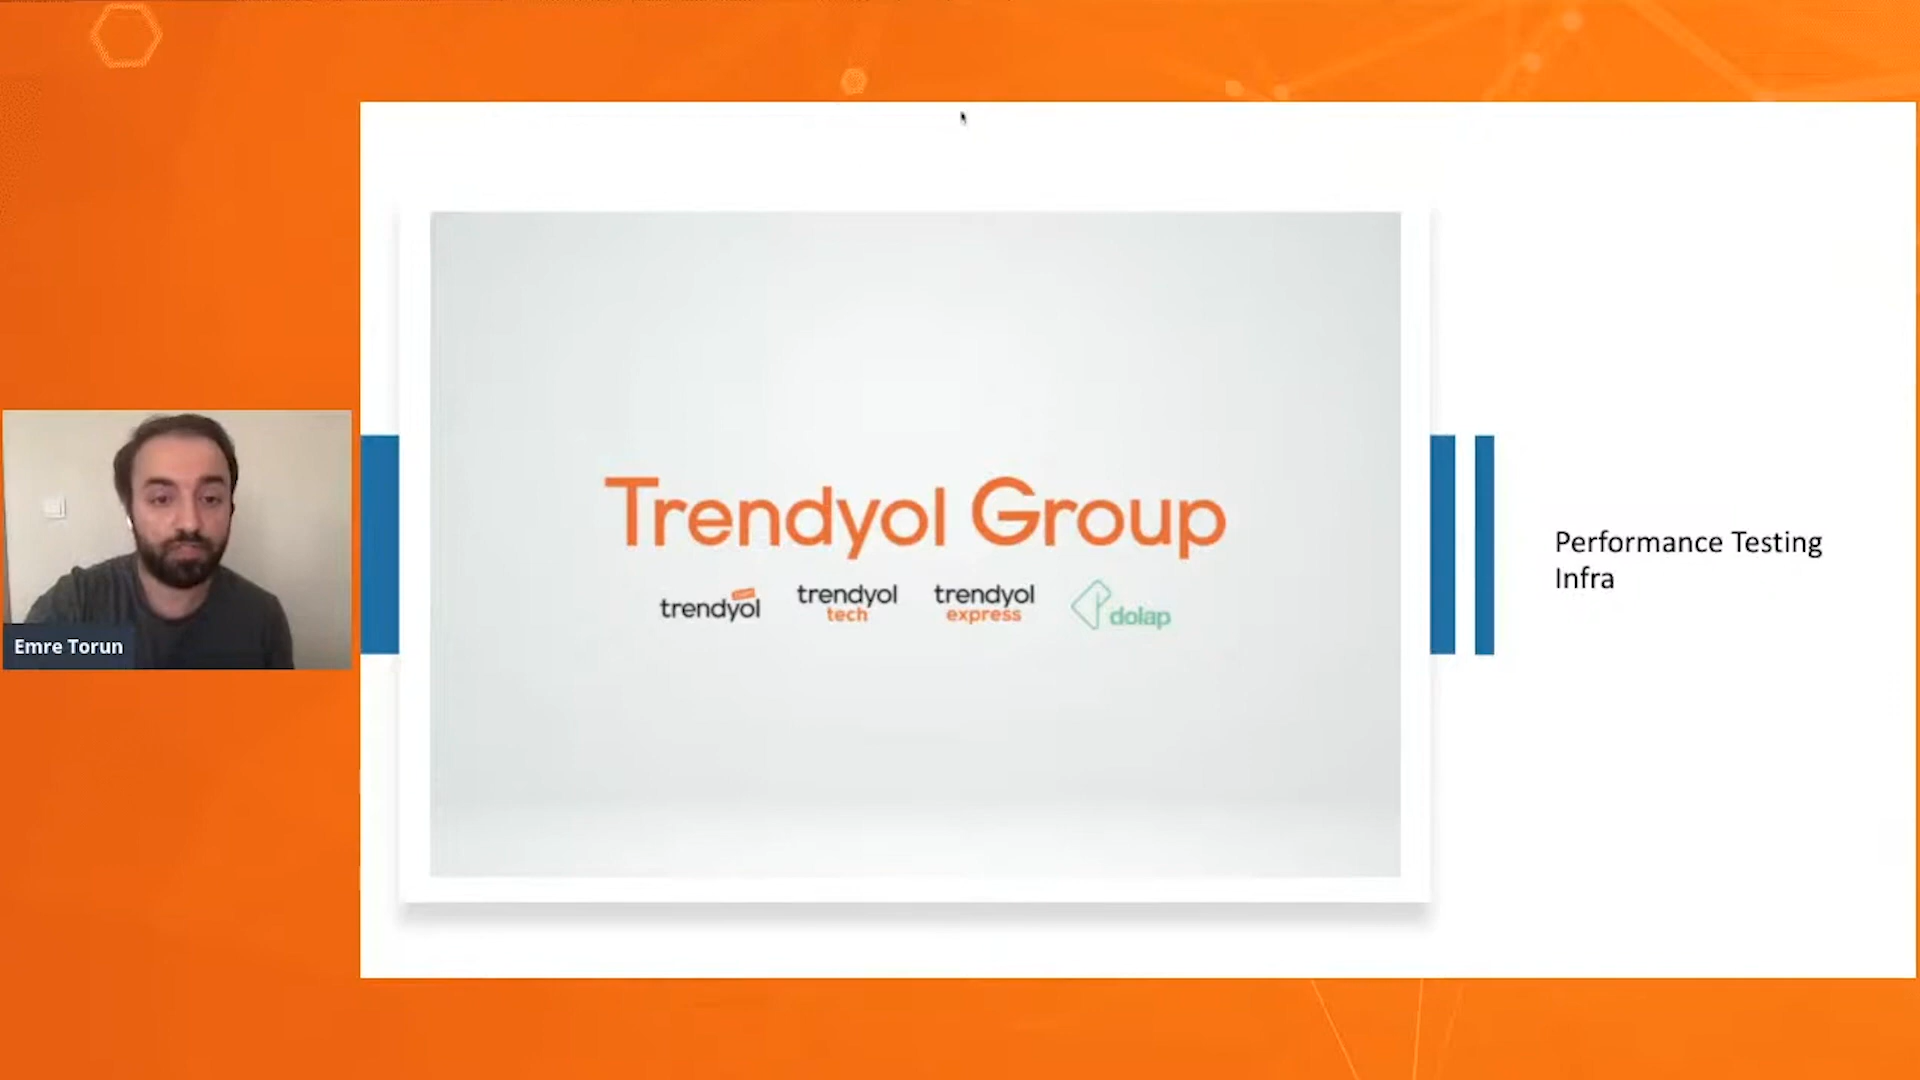 Trendyol Group
trendyol
trendyol
tech
trendyol
express
dolap
Performance Testing
Infra
Emre Torun